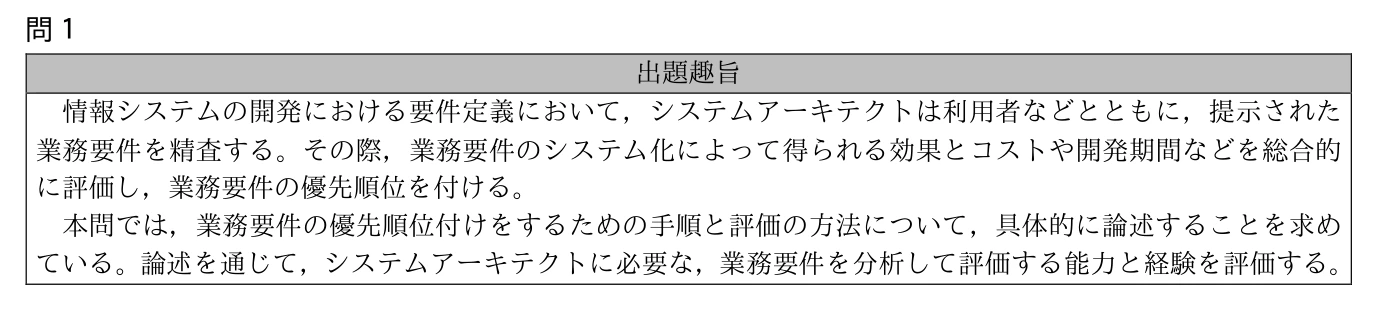 問 1
出題趣旨
情報システムの開発における要件定義において，システムアーキテクトは利用者などとともに，提示された
業務要件を精査する。その際，業務要件のシステム化によって得られる効果とコストや開発期間などを総合的
に評価し，業務要件の優先順位を付ける。
本問では，業務要件の優先順位付けをするための手順と評価の方法について，具体的に論述することを求め
ている。論述を通じて，システムアーキテクトに必要な，業務要件を分析して評価する能力と経験を評価する。